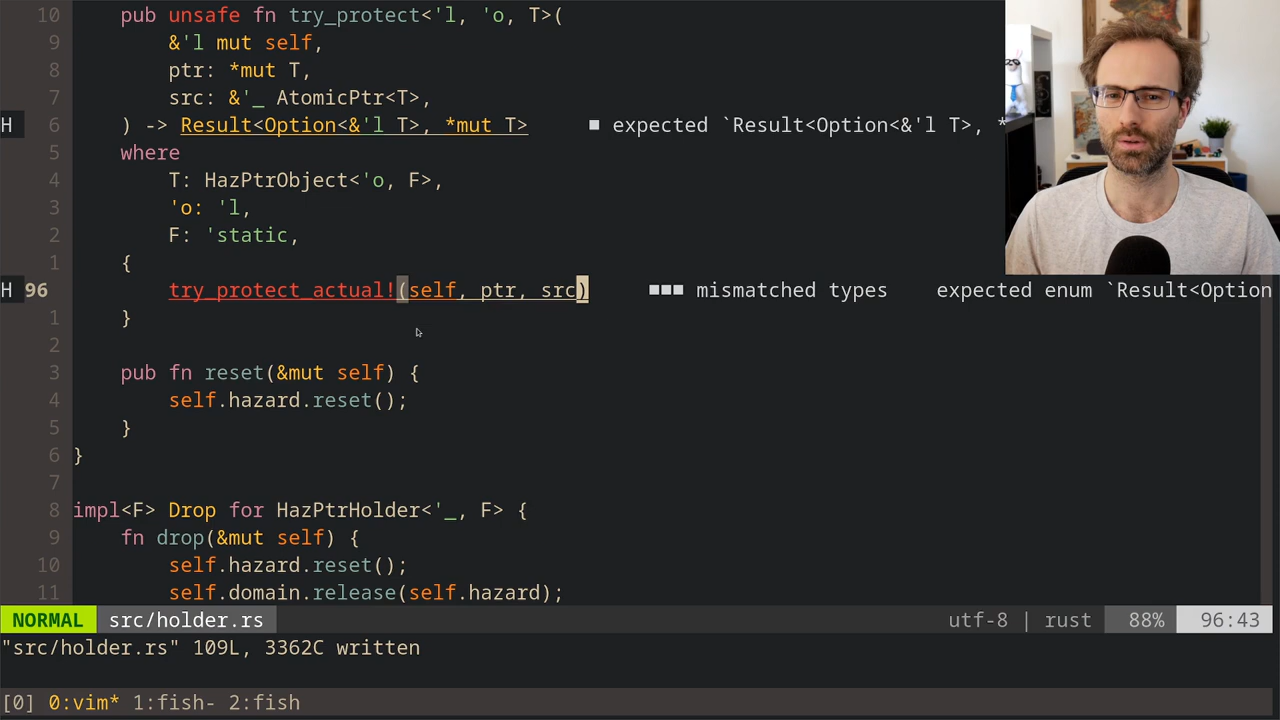 10 pub unsafe fn try_protect<'l, 'o, T>(
9 &'l mut self,
8 ptr: *mut T,
7 src: &'_ AtomicPtr<T>,
H 6 ) -> Result<Option<&'l T>, *mut T> ■ expected `Result<Option<&'l T>, *
5 where
4 T: HazPtrObject<'o, F>,
3 'o: 'l,
2 F: 'static,
1 {
H 96 try_protect_actual!(self, ptr, src) ■■■ mismatched types expected enum `Result<Option
1 }
2
3 pub fn reset(&mut self) {
4 self.hazard.reset();
5 }
6 }
7
8 impl<F> Drop for HazPtrHolder<'_, F> {
9 fn drop(&mut self) {
10 self.hazard.reset();
11 self.domain.release(self.hazard);
NORMAL src/holder.rs utf-8 | rust 88% 96:43
"src/holder.rs" 109L, 3362C written
[0] 0:vim* 1:fish- 2:fish